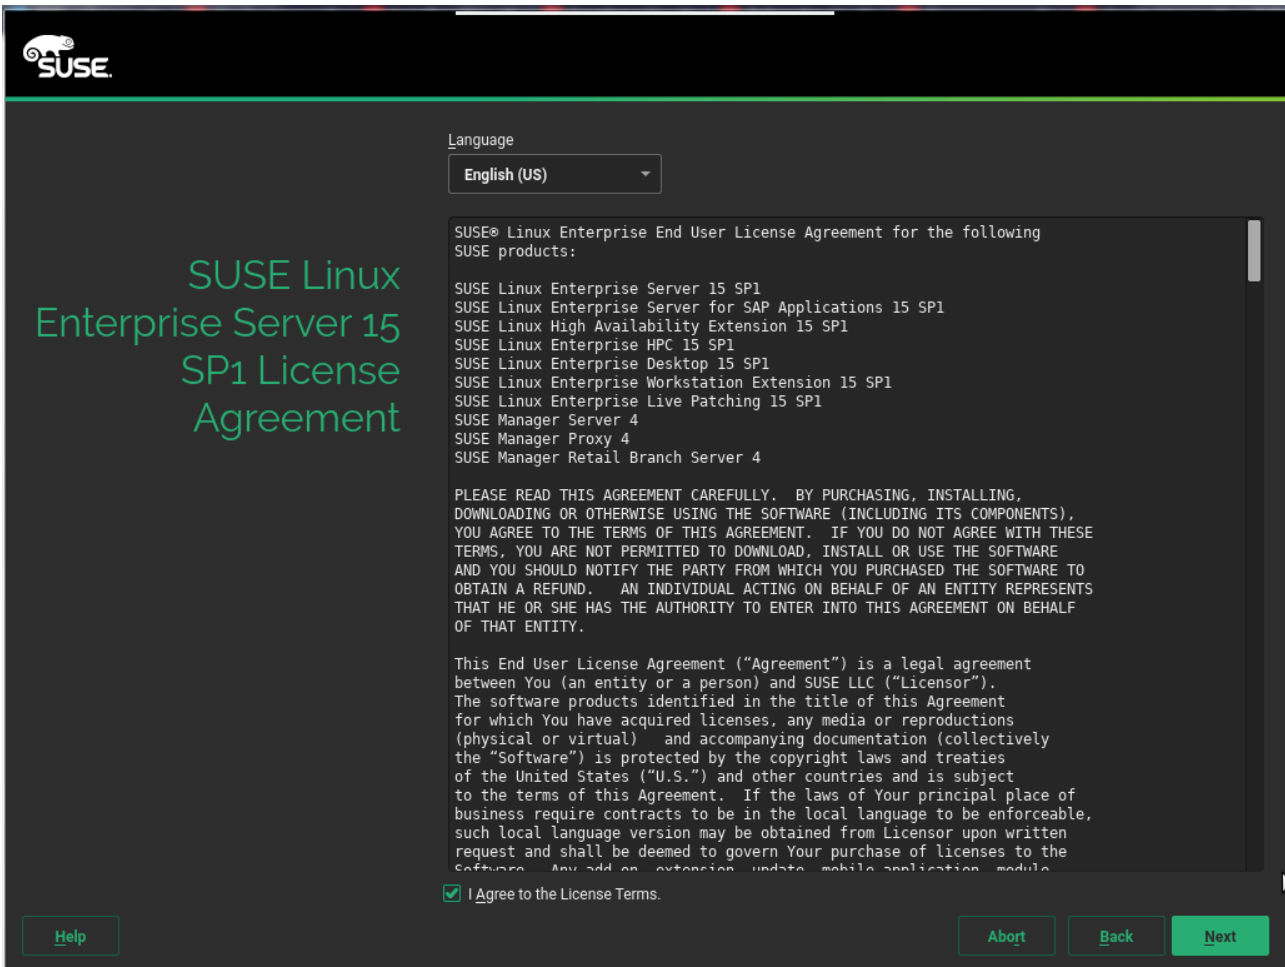 SUSE.
Language
English (US)
SUSE Linux
Enterprise Server 15
SP1 License
Agreement
SUSE® Linux Enterprise End User License Agreement for the following
SUSE products:
SUSE Linux Enterprise Server 15 SP1
SUSE Linux Enterprise Server for SAP Applications 15 SP1
SUSE Linux High Availability Extension 15 SP1
SUSE Linux Enterprise HPC 15 SP1
SUSE Linux Enterprise Desktop 15 SP1
SUSE Linux Enterprise Workstation Extension 15 SP1
SUSE Linux Enterprise Live Patching 15 SP1
SUSE Manager Server 4
SUSE Manager Proxy 4
SUSE Manager Retail Branch Server 4
PLEASE READ THIS AGREEMENT CAREFULLY.  BY PURCHASING, INSTALLING,
DOWNLOADING OR OTHERWISE USING THE SOFTWARE (INCLUDING ITS COMPONENTS),
YOU AGREE TO THE TERMS OF THIS AGREEMENT.  IF YOU DO NOT AGREE WITH THESE
TERMS, YOU ARE NOT PERMITTED TO DOWNLOAD, INSTALL OR USE THE SOFTWARE
AND YOU SHOULD NOTIFY THE PARTY FROM WHICH YOU PURCHASED THE SOFTWARE TO
OBTAIN A REFUND.   AN INDIVIDUAL ACTING ON BEHALF OF AN ENTITY REPRESENTS
THAT HE OR SHE HAS THE AUTHORITY TO ENTER INTO THIS AGREEMENT ON BEHALF
OF THAT ENTITY.
This End User License Agreement (“Agreement”) is a legal agreement
between You (an entity or a person) and SUSE LLC (“Licensor”).
The software products identified in the title of this Agreement
for which You have acquired licenses, any media or reproductions
(physical or virtual)   and accompanying documentation (collectively
the “Software”) is protected by the copyright laws and treaties
of the United States (“U.S.”) and other countries and is subject
to the terms of this Agreement.  If the laws of Your principal place of
business require contracts to be in the local language to be enforceable,
such local language version may be obtained from Licensor upon written
request and shall be deemed to govern Your purchase of licenses to the
Software.  Any add-on, extension, update, mobile application, module,
I Agree to the License Terms.
Help
Abort
Back
Next